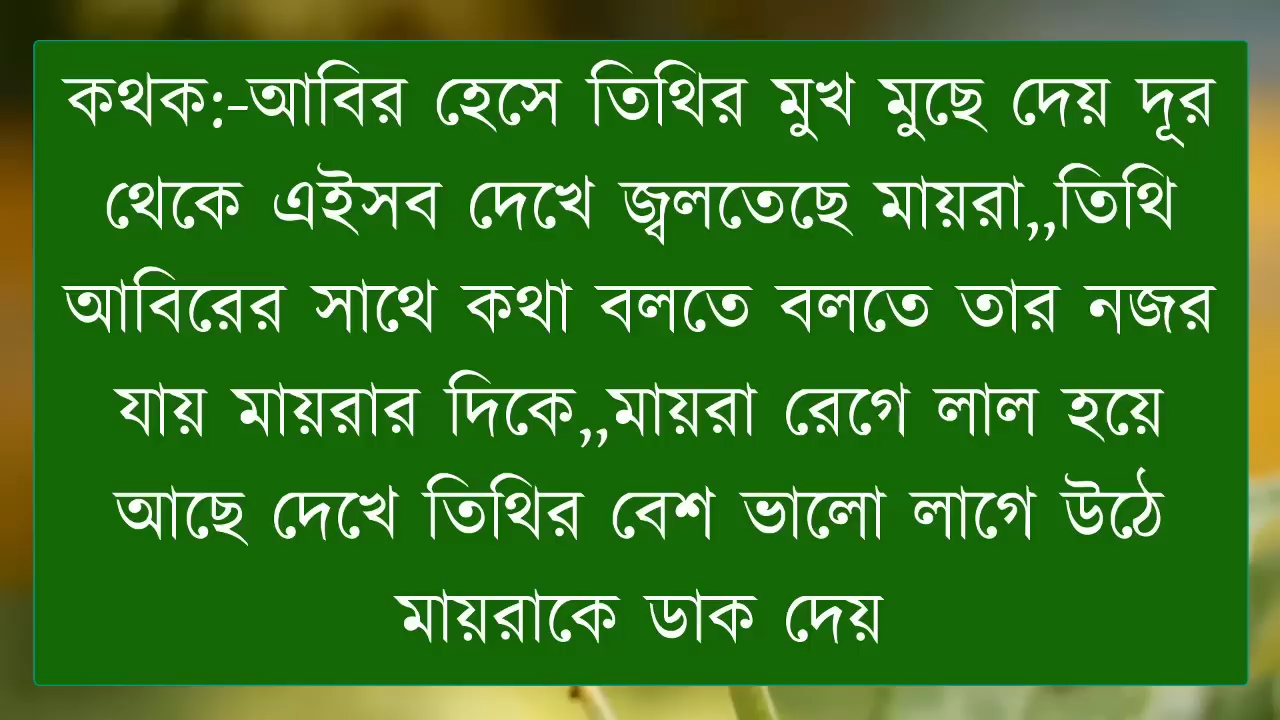 কথক:-আবির হেসে তিথির মুখ মুছে দেয় দূর
থেকে এইসব দেখে জ্বলতেছে মায়রা,,তিথি
আবিরের সাথে কথা বলতে বলতে তার নজর
যায় মায়রার দিকে,,মায়রা রেগে লাল হয়ে
আছে দেখে তিথির বেশ ভালো লাগে উঠে
মায়রাকে ডাক দেয়